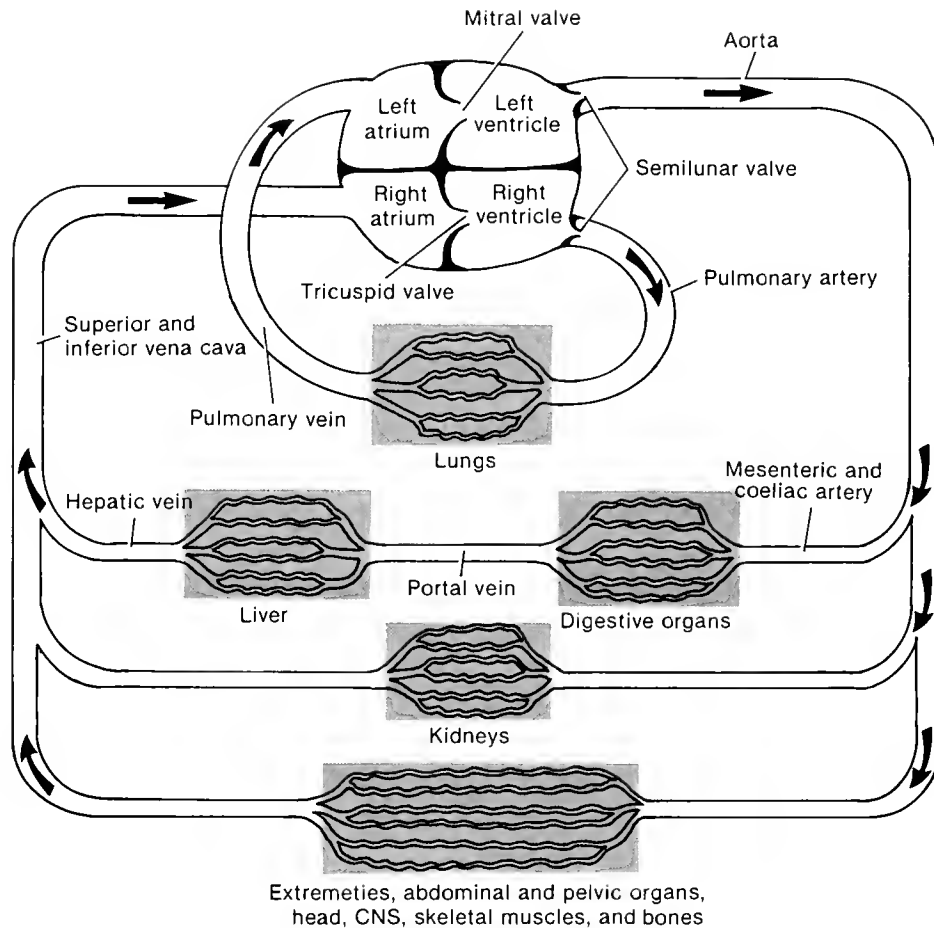 Mitral valve
Aorta
Left
atrium
Left
ventricle
Semilunar valve
Right
atrium
Right
ventricle
Tricuspid valve
Pulmonary artery
Superior and
inferior vena cava
Pulmonary vein
Lungs
Hepatic vein
Mesenteric and
coeliac artery
Liver
Portal vein
Digestive organs
Kidneys
Extremeties, abdominal and pelvic organs,
head, CNS, skeletal muscles, and bones